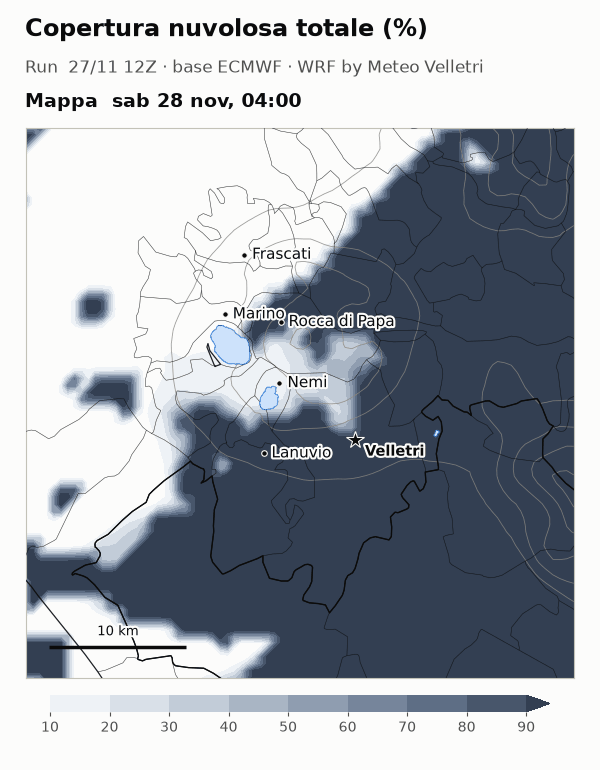 Copertura nuvolosa totale (%)
Run  27/11 12Z · base ECMWF · WRF by Meteo Velletri
Mappa  sab 28 nov, 04:00
Frascati
Marino
Rocca di Papa
Nemi
Velletri
Lanuvio
10 km
10 20 30 40 50 60 70 80 90